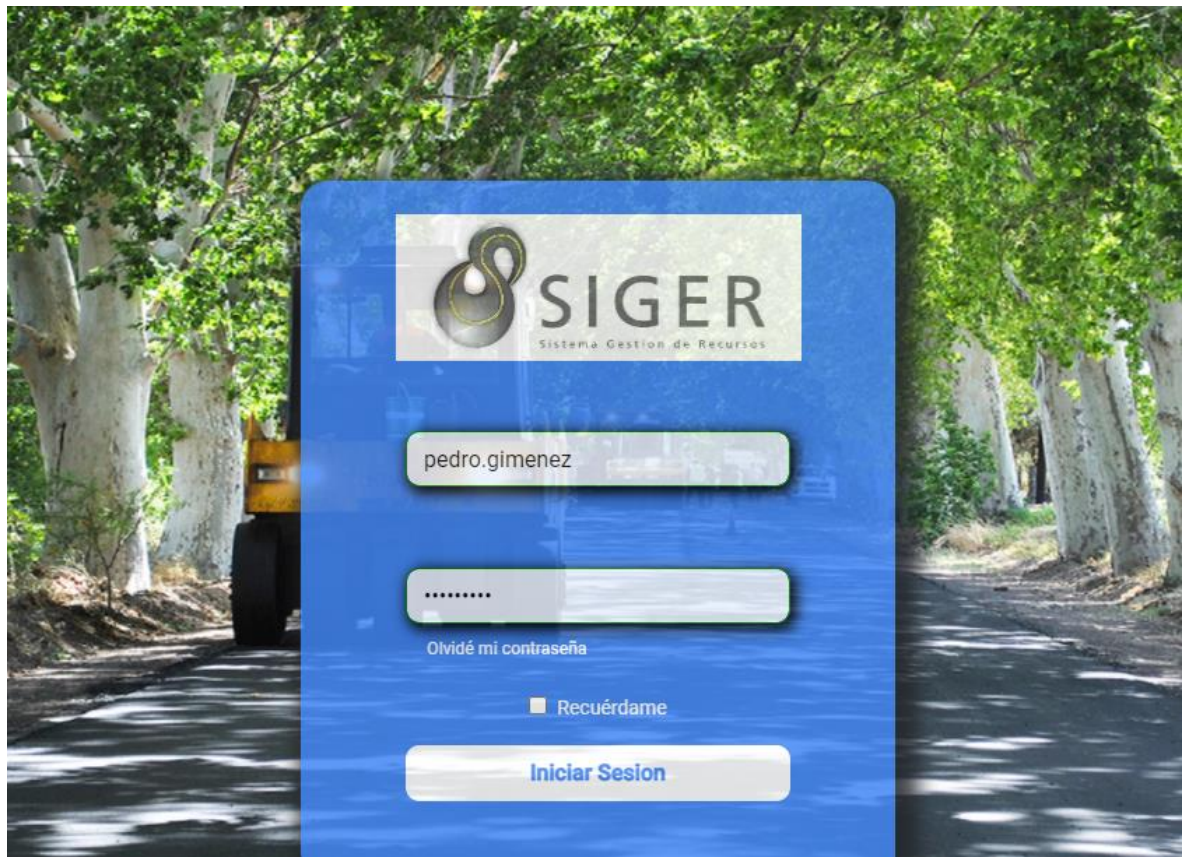 SIGER
Sistema Gestion de Recursos
pedro.gimenez
•••••••••
Olvidé mi contraseña
Recuérdame
Iniciar Sesion